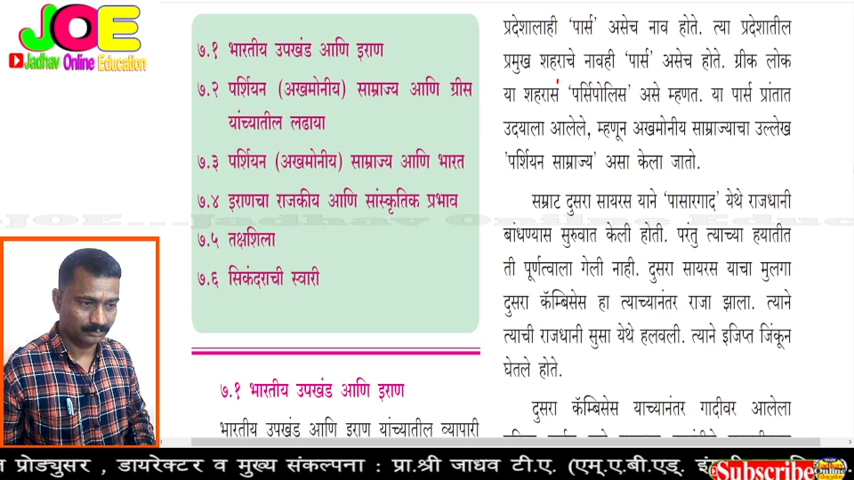 JOE
Jadhav Online Education
७.१ भारतीय उपखंड आणि इराण
७.२ पर्शियन (अखमोनीय) साम्राज्य आणि ग्रीस
यांच्यातील लढाया
७.३ पर्शियन (अखमोनीय) साम्राज्य आणि भारत
७.४ इराणचा राजकीय आणि सांस्कृतिक प्रभाव
७.५ तक्षशिला
७.६ सिकंदराची स्वारी
७.१ भारतीय उपखंड आणि इराण
भारतीय उपखंड आणि इराण यांच्यातील व्यापारी
प्रदेशालाही ‘पार्स’ असेच नाव होते. त्या प्रदेशातील
प्रमुख शहराचे नावही ‘पार्स’ असेच होते. ग्रीक लोक
या शहरास ‘पर्सिपोलिस’ असे म्हणत. या पार्स प्रांतात
उदयाला आलेले, म्हणून अखमोनीय साम्राज्याचा उल्लेख
'पर्शियन साम्राज्य’ असा केला जातो.
सम्राट दुसरा सायरस याने ‘पासारगाद’ येथे राजधानी
बांधण्यास सुरुवात केली होती. परंतु त्याच्या हयातीत
ती पूर्णत्वाला गेली नाही. दुसरा सायरस याचा मुलगा
दुसरा कॅम्बिसेस हा त्याच्यानंतर राजा झाला. त्याने
त्याची राजधानी सुसा येथे हलवली. त्याने इजिप्त जिंकून
घेतले होते.
दुसरा कॅम्बिसेस याच्यानंतर गादीवर आलेला
JOE....Jadhav Online Educ
प्रोड्युसर , डायरेक्टर व मुख्य संकल्पना : प्रा.श्री जाधव टी.ए. (एम्.ए.बी.एड्.
Subscribe